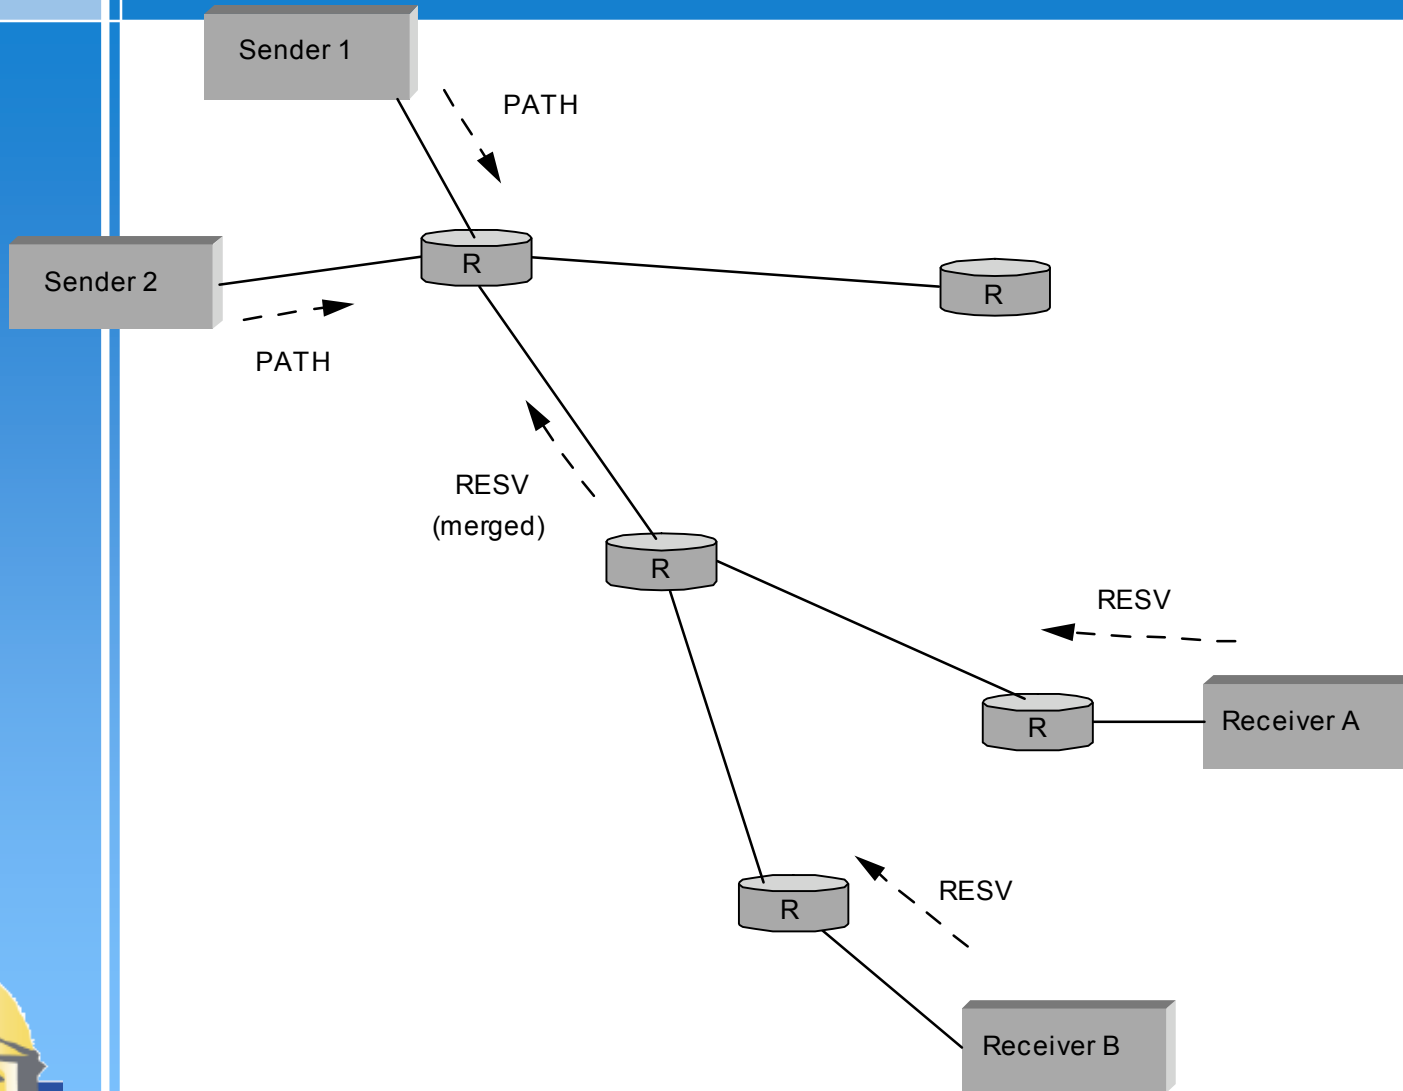 Sender 1
PATH
R
Sender 2
R
PATH
RESV
(merged)
R
RESV
R
Receiver A
R
RESV
Receiver B